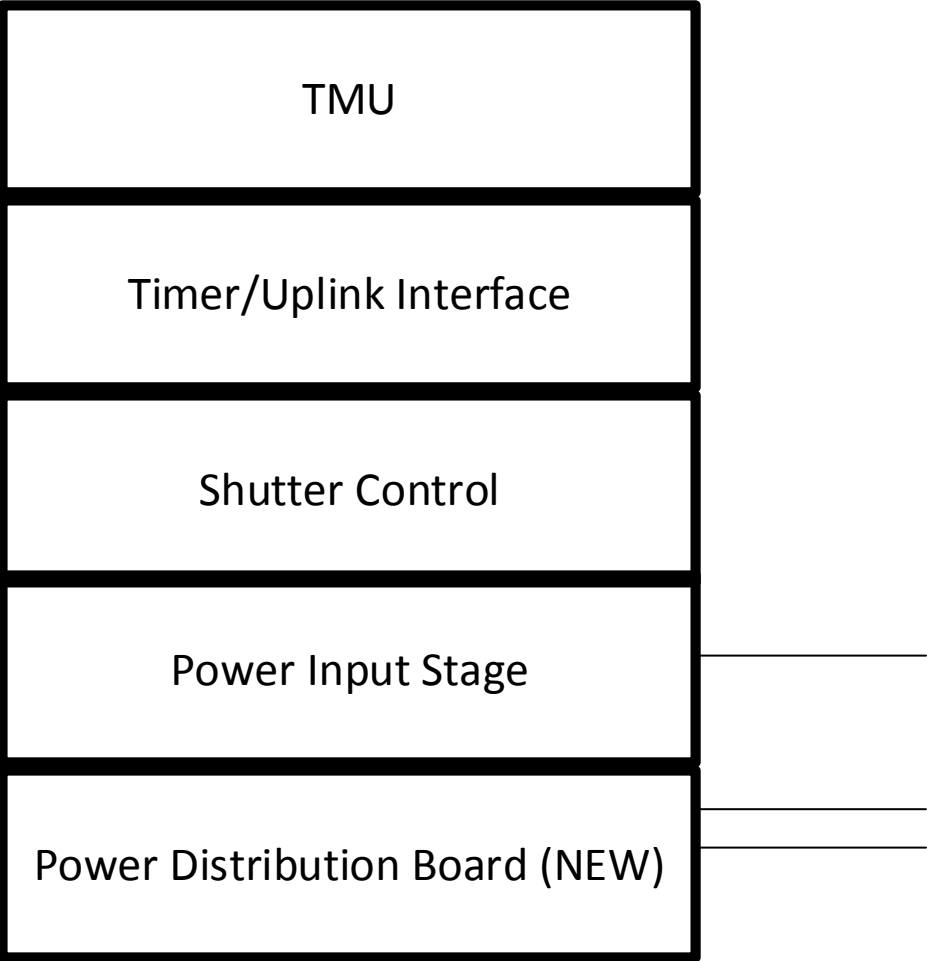 TMU
Timer/Uplink Interface
Shutter Control
Power Input Stage
Power Distribution Board (NEW)